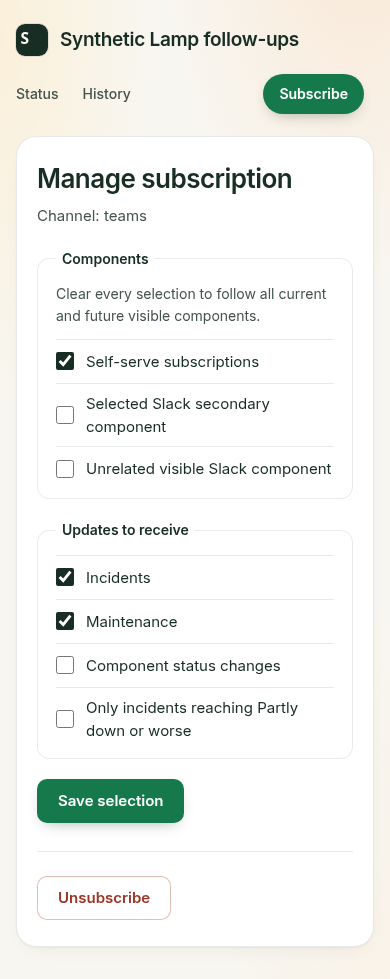 S
Synthetic Lamp follow-ups
Status
History
Subscribe
Manage subscription
Channel: teams
Components
Clear every selection to follow all current
and future visible components.
Self-serve subscriptions
Selected Slack secondary
component
Unrelated visible Slack component
Updates to receive
Incidents
Maintenance
Component status changes
Only incidents reaching Partly
down or worse
Save selection
Unsubscribe